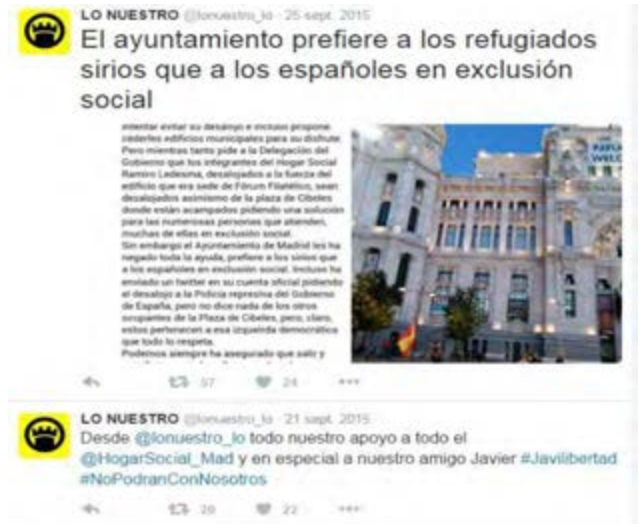 LO NUESTRO @lonuestro_lo · 25 sept. 2015
El ayuntamiento prefiere a los refugiados
sirios que a los españoles en exclusión
social
intentar evitar su desalojo e incluso propone
cederles edificios municipales para su disfrute.
Pero mientras tanto pide a la Delegación del
Gobierno que los integrantes del Hogar Social
Ramiro Ledesma, desalojados a la fuerza del
edificio que era sede de Fórum Filatélico, sean
desalojados asimismo de la plaza de Cibeles
donde están acampados pidiendo una solución
para las numerosas personas que atienden,
muchas de ellas en exclusión social.
Sin embargo el Ayuntamiento de Madrid les ha
negado toda la ayuda, prefiere a los sirios que
a los españoles en exclusión social. Incluso ha
enviado un twitter en su cuenta oficial pidiendo
el desalojo a la Policía represiva del Gobierno
de España, pero no dice nada de los otros
ocupantes de la Plaza de Cibeles, pero, claro,
estos pertenecen a esa izquierda democrática
que todo lo respeta.
Podemos siempre ha asegurado que salir y
WELC
57 24
LO NUESTRO @lonuestro_lo · 21 sept. 2015
Desde @lonuestro_lo todo nuestro apoyo a todo el
@HogarSocial_Mad y en especial a nuestro amigo Javier #Javilibertad
#NoPodranConNosotros
20 22